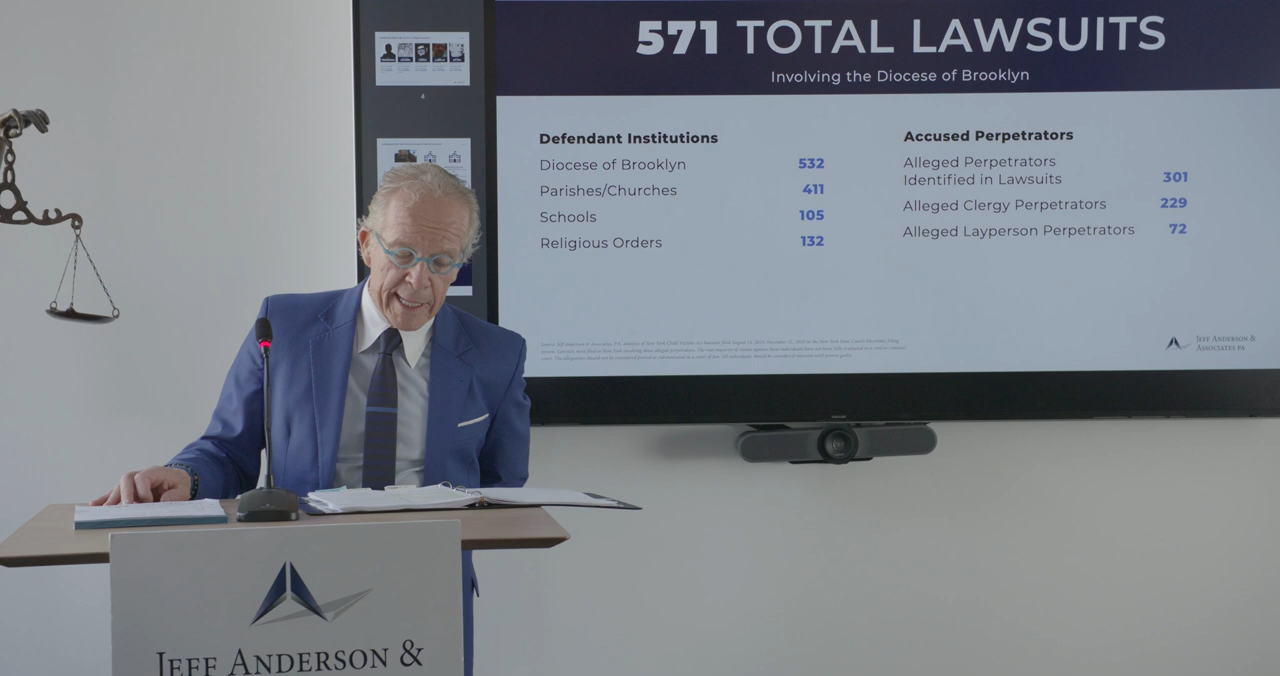 571 TOTAL LAWSUITS
Involving the Diocese of Brooklyn
Defendant Institutions
Diocese of Brooklyn 532
Parishes/Churches 411
Schools 105
Religious Orders 132
Accused Perpetrators
Alleged Perpetrators
Identified in Lawsuits 301
Alleged Clergy Perpetrators 229
Alleged Layperson Perpetrators 72
JEFF ANDERSON &
ASSOCIATES PA
4
JEFF ANDERSON &